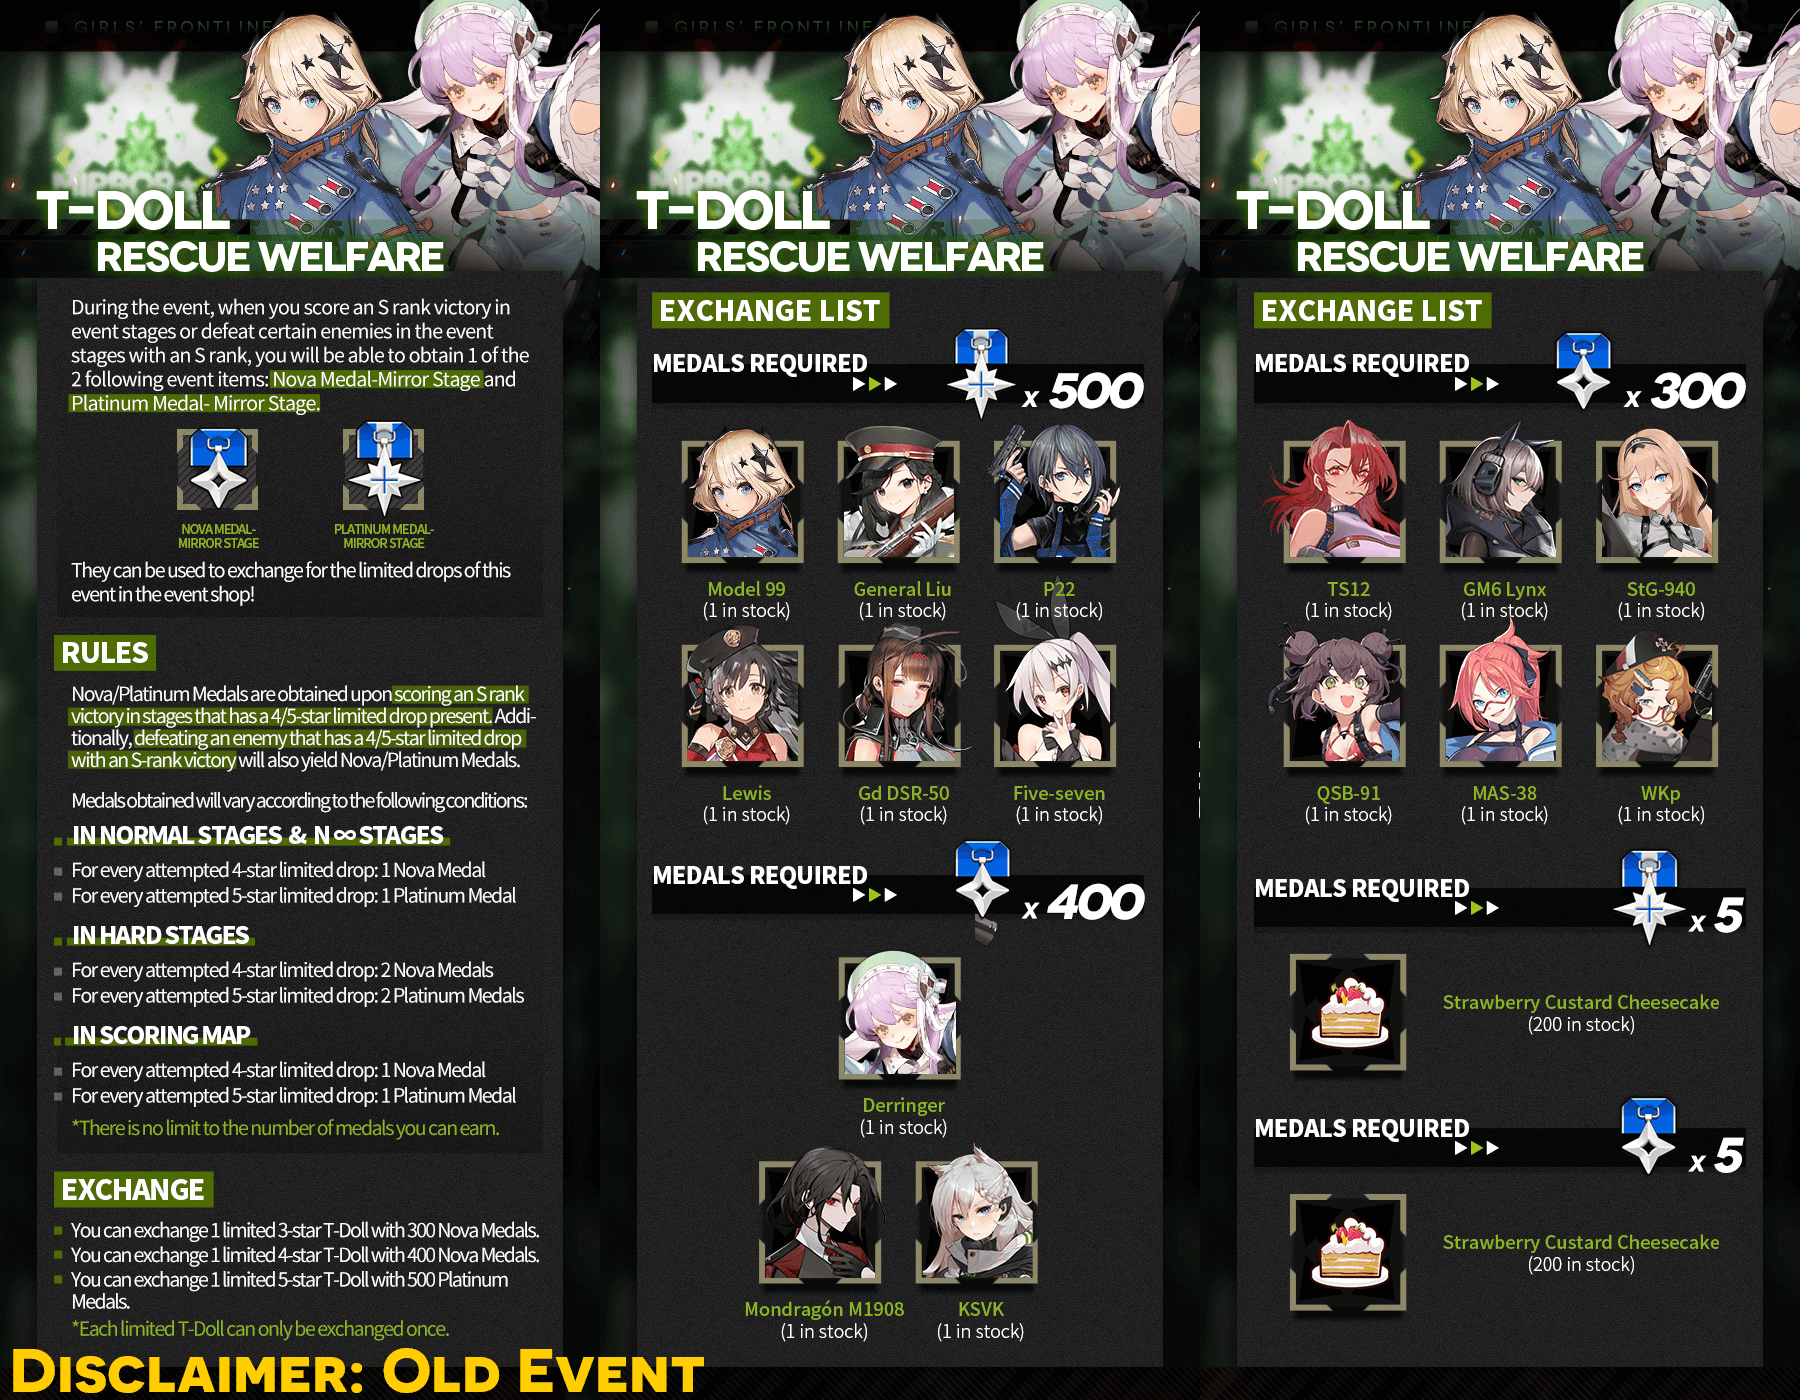 GIRLS' FRONTLINE
T-DOLL
RESCUE WELFARE
During the event, when you score an S rank victory in
event stages or defeat certain enemies in the event
stages with an S rank, you will be able to obtain 1 of the
2 following event items: Nova Medal-Mirror Stage and
Platinum Medal- Mirror Stage.
NOVA MEDAL-
MIRROR STAGE
PLATINUM MEDAL-
MIRROR STAGE
They can be used to exchange for the limited drops of this
event in the event shop!
RULES
Nova/Platinum Medals are obtained upon scoring an S rank
victory in stages that has a 4/5-star limited drop present. Addi-
tionally, defeating an enemy that has a 4/5-star limited drop
with an S-rank victory will also yield Nova/Platinum Medals.
Medals obtained will vary according to the following conditions:
IN NORMAL STAGES & N ∞ STAGES
For every attempted 4-star limited drop: 1 Nova Medal
For every attempted 5-star limited drop: 1 Platinum Medal
IN HARD STAGES
For every attempted 4-star limited drop: 2 Nova Medals
For every attempted 5-star limited drop: 2 Platinum Medals
IN SCORING MAP
For every attempted 4-star limited drop: 1 Nova Medal
For every attempted 5-star limited drop: 1 Platinum Medal
*There is no limit to the number of medals you can earn.
EXCHANGE
You can exchange 1 limited 3-star T-Doll with 300 Nova Medals.
You can exchange 1 limited 4-star T-Doll with 400 Nova Medals.
You can exchange 1 limited 5-star T-Doll with 500 Platinum
Medals.
*Each limited T-Doll can only be exchanged once.
DISCLAIMER: OLD EVENT
GIRLS' FRONTLINE
T-DOLL
RESCUE WELFARE
EXCHANGE LIST
MEDALS REQUIRED
x 500
Model 99
(1 in stock)
General Liu
(1 in stock)
P22
(1 in stock)
Lewis
(1 in stock)
Gd DSR-50
(1 in stock)
Five-seven
(1 in stock)
MEDALS REQUIRED
x 400
Derringer
(1 in stock)
Mondragón M1908
(1 in stock)
KSVK
(1 in stock)
GIRLS' FRONTLINE
T-DOLL
RESCUE WELFARE
EXCHANGE LIST
MEDALS REQUIRED
x 300
TS12
(1 in stock)
GM6 Lynx
(1 in stock)
StG-940
(1 in stock)
QSB-91
(1 in stock)
MAS-38
(1 in stock)
WKp
(1 in stock)
MEDALS REQUIRED
x 5
Strawberry Custard Cheesecake
(200 in stock)
MEDALS REQUIRED
x 5
Strawberry Custard Cheesecake
(200 in stock)